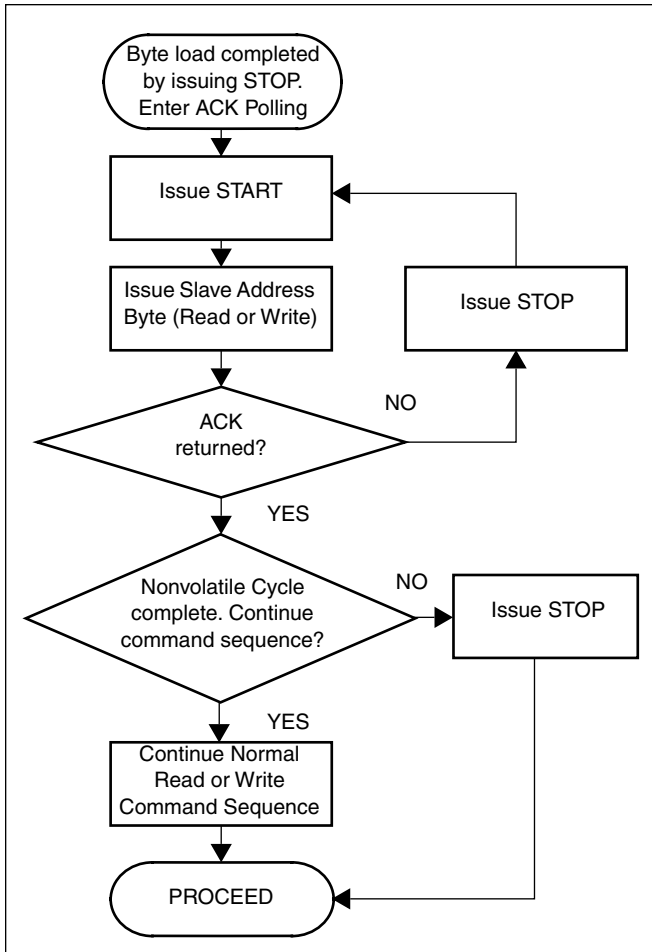 Byte load completed
by issuing STOP.
Enter ACK Polling
Issue START
Issue Slave Address
Byte (Read or Write)
Issue STOP
ACK
returned?
NO
YES
Nonvolatile Cycle
complete. Continue
command sequence?
NO
Issue STOP
YES
Continue Normal
Read or Write
Command Sequence
PROCEED